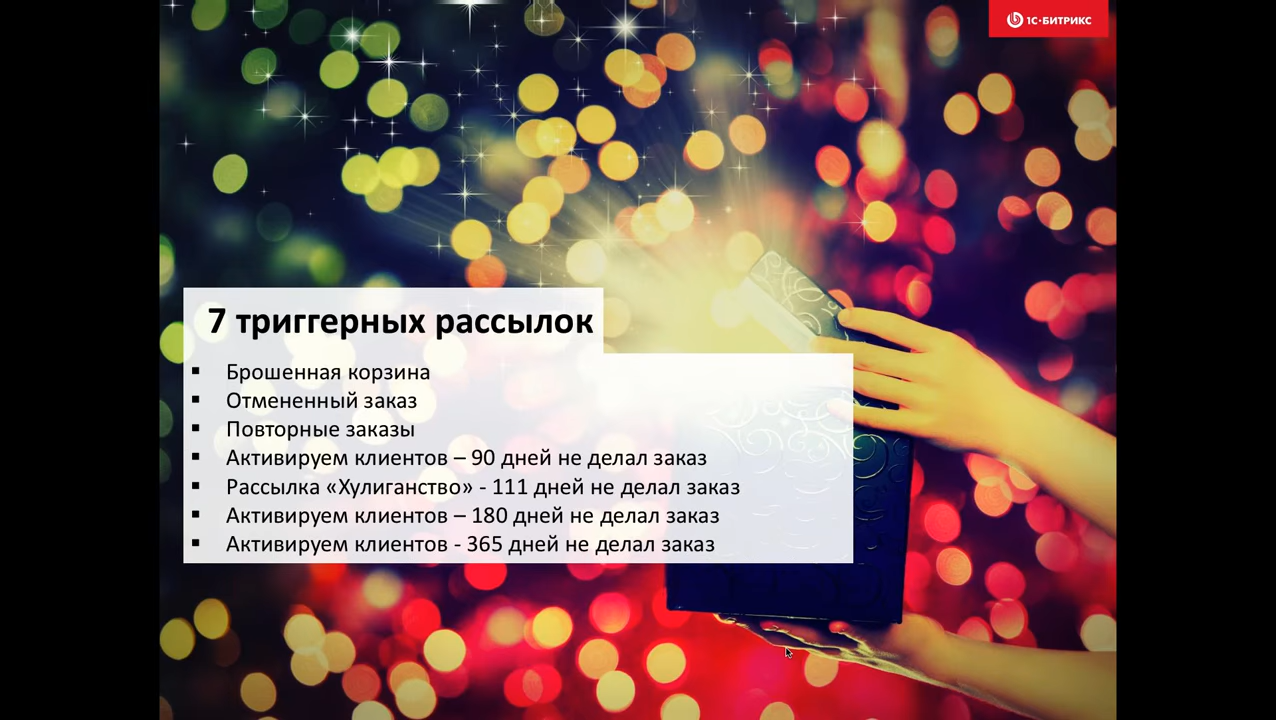 1С·БИТРИКС
7 триггерных рассылок
▪ Брошенная корзина
▪ Отмененный заказ
▪ Повторные заказы
▪ Активируем клиентов – 90 дней не делал заказ
▪ Рассылка «Хулиганство» - 111 дней не делал заказ
▪ Активируем клиентов – 180 дней не делал заказ
▪ Активируем клиентов - 365 дней не делал заказ